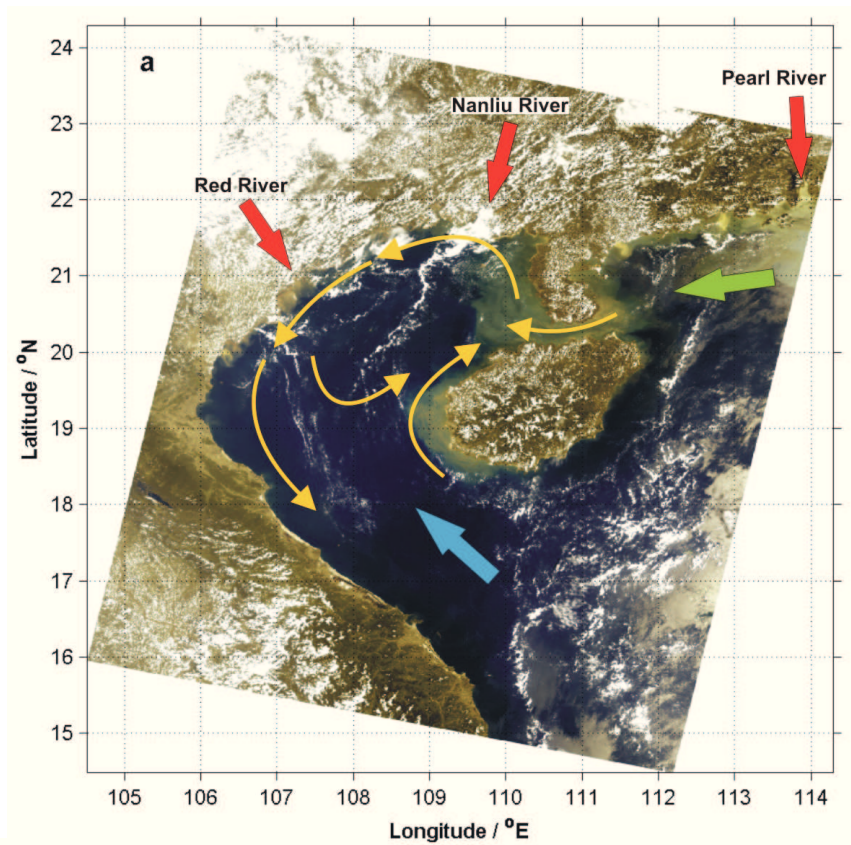 a
Pearl River
Nanliu River
Red River
24
23
22
21
20
19
18
17
16
15
Latitude / °N
105 106 107 108 109 110 111 112 113 114
Longitude / °E